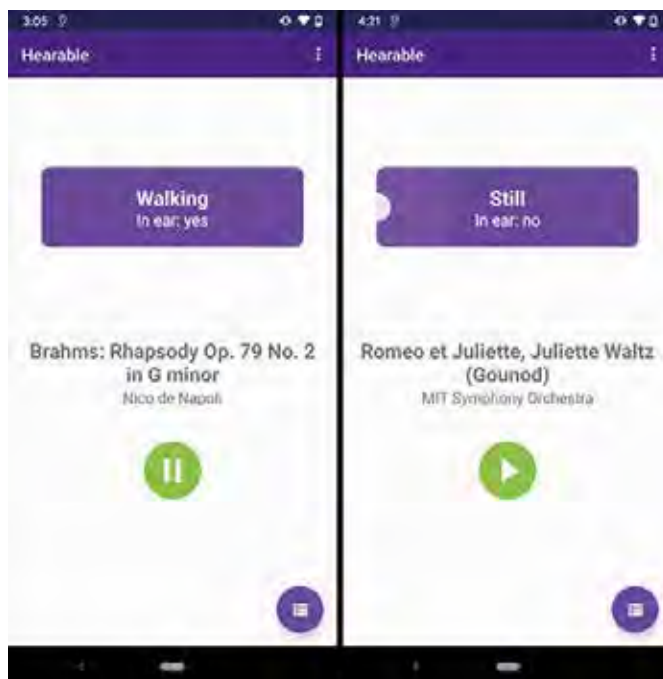 3:05
Hearable
Walking
In ear: yes
Brahms: Rhapsody Op. 79 No. 2
in G minor
Nico de Napoli
4:21
Hearable
Still
In ear: no
Romeo et Juliette, Juliette Waltz
(Gounod)
MIT Symphony Orchestra